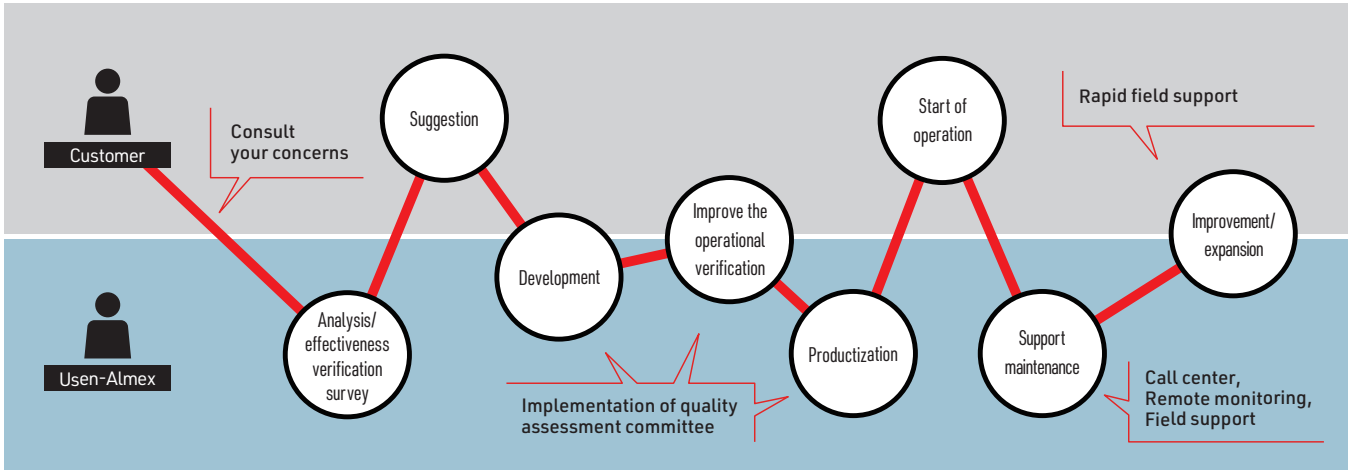 Customer
Consult
your concerns
Suggestion
Start of
operation
Rapid field support
Development
Improve the
operational
verification
Improvement/
expansion
Usen-Almex
Analysis/
effectiveness
verification
survey
Implementation of quality
assessment committee
Productization
Support
maintenance
Call center,
Remote monitoring,
Field support